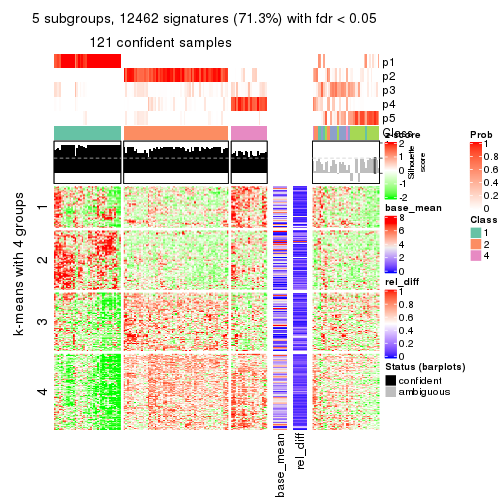 5 subgroups, 12462 signatures (71.3%) with fdr < 0.05
121 confident samples
p1
p2
p3
p4
p5
Class
z-score
2
1
0
-1
-2
Silhouette
score
Prob
1
0.8
0.6
0.4
0.2
0
Class
1
2
4
base_mean
8
6
4
2
0
rel_diff
1
0.8
0.6
0.4
0.2
0
Status (barplots)
confident
ambiguous
k-means with 4 groups
1
2
3
4
base_mean
rel_diff